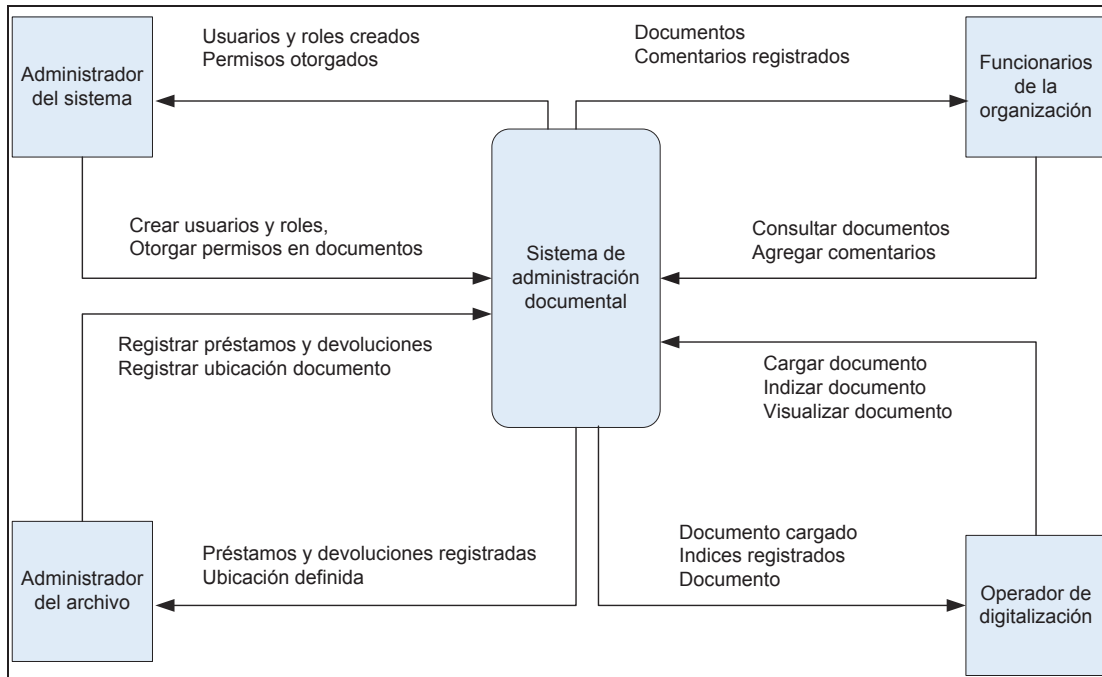 Usuarios y roles creados
Permisos otorgados
Documentos
Comentarios registrados
Administrador
del sistema
Funcionarios
de la
organización
Crear usuarios y roles,
Otorgar permisos en documentos
Sistema de
administración
documental
Consultar documentos
Agregar comentarios
Registrar préstamos y devoluciones
Registrar ubicación documento
Cargar documento
Indizar documento
Visualizar documento
Préstamos y devoluciones registradas
Ubicación definida
Documento cargado
Indices registrados
Documento
Administrador
del archivo
Operador de
digitalización